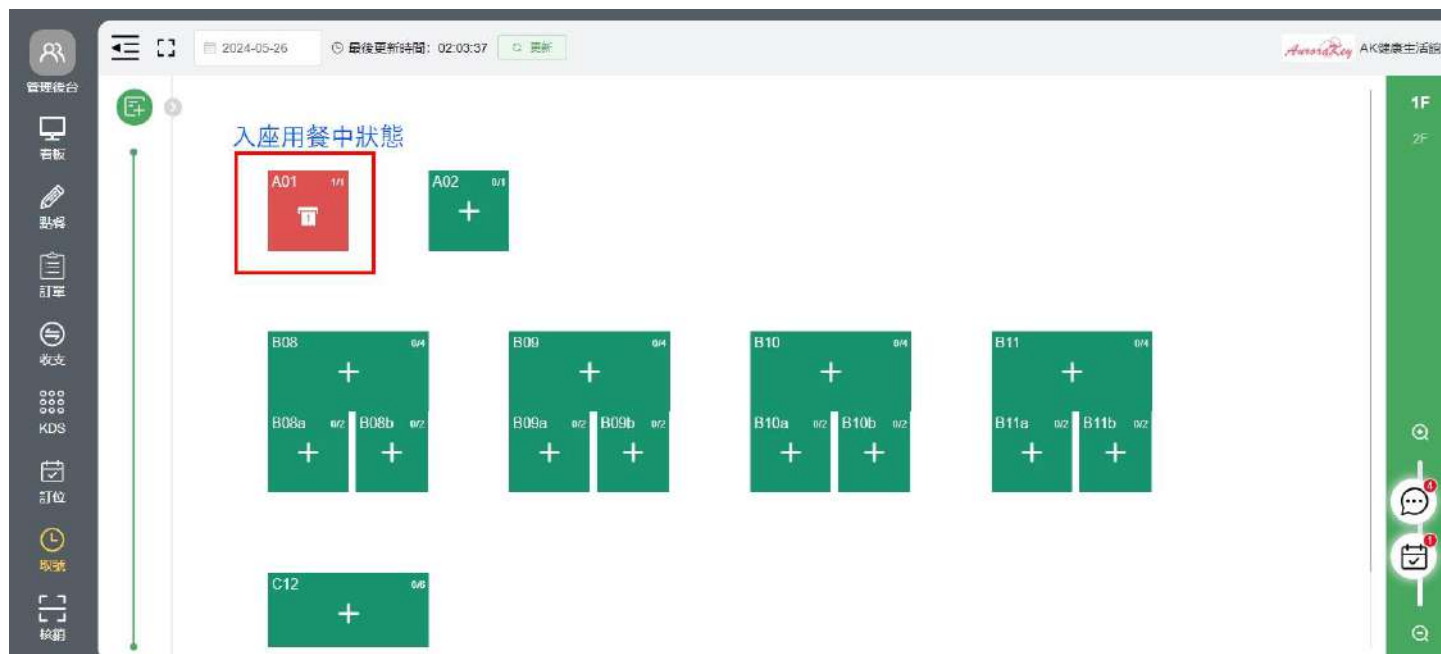 管理後台
看板
點餐
訂單
收支
KDS
訂位
取號
核銷
2024-05-26
最後更新時間: 02:03:37
更新
AuroraKey
AK健康生活館
1F
2F
入座用餐中狀態
A01 1/1
A02 0/1
B08 0/4
B09 0/4
B10 0/4
B11 0/4
B08a 0/2
B08b 0/2
B09a 0/2
B09b 0/2
B10a 0/2
B10b 0/2
B11a 0/2
B11b 0/2
C12 0/6
4
1